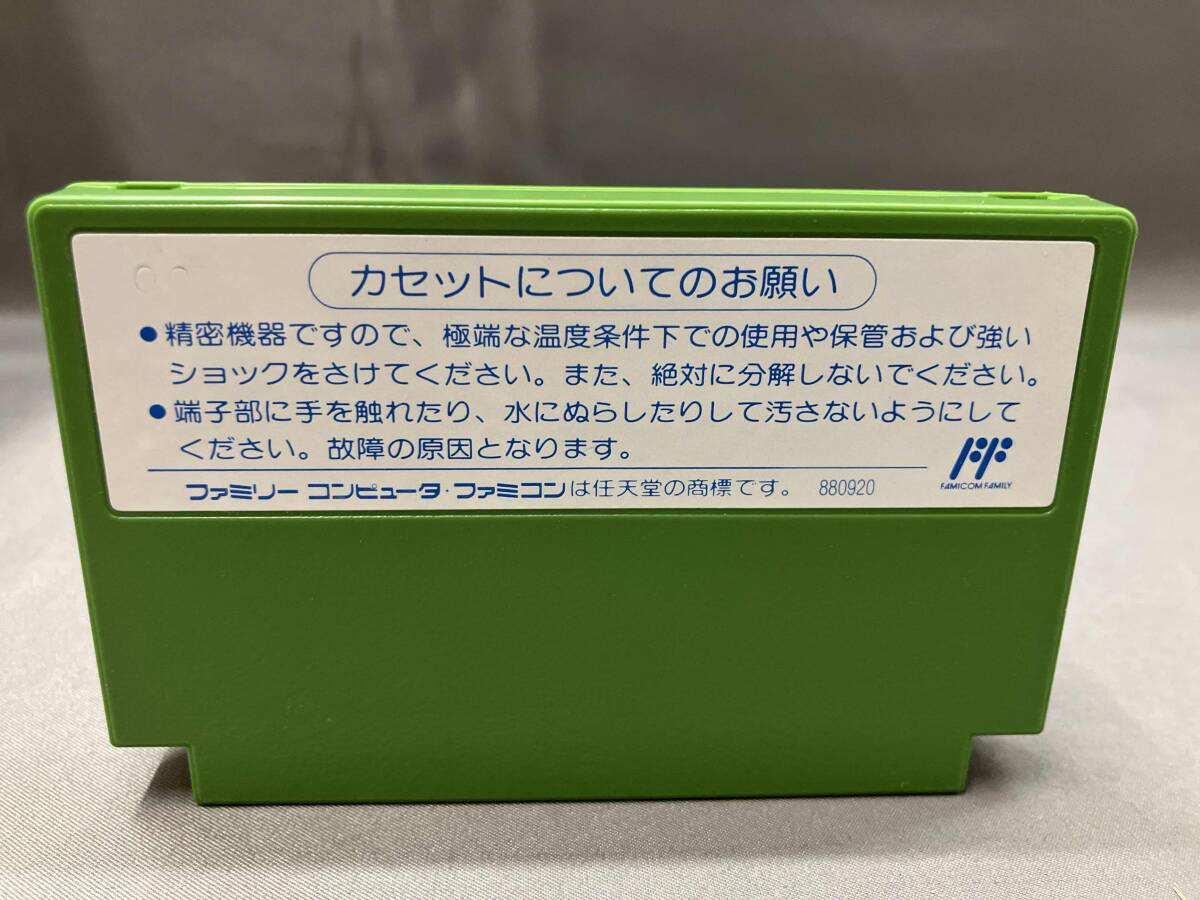 カセットについてのお願い
●精密機器ですので、極端な温度条件下での使用や保管および強い
ショックをさけてください。また、絶対に分解しないでください。
●端子部に手を触れたり、水にぬらしたりして汚さないようにして
ください。故障の原因となります。
ファミリー コンピュータ・ファミコンは任天堂の商標です。 880920
FF
FAMICOM FAMILY